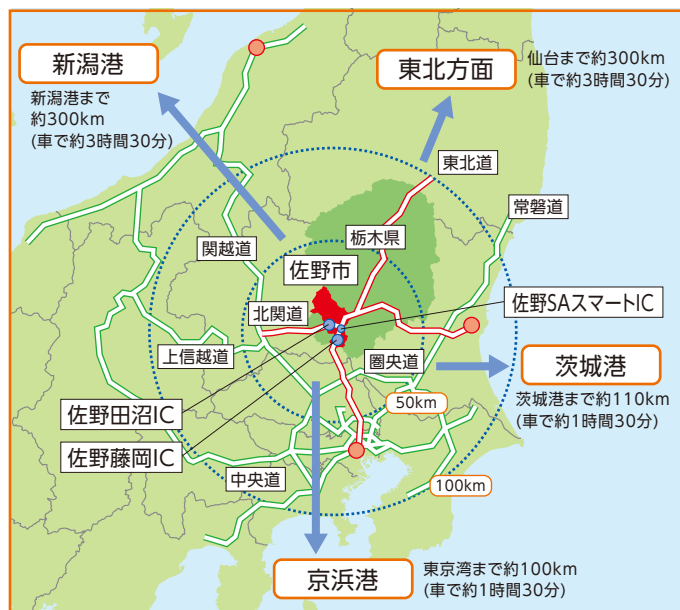 新潟港
新潟港まで
約300km
(車で約3時間30分)
東北方面
仙台まで約300km
(車で約3時間30分)
東北道
常磐道
栃木県
関越道
佐野市
北関道
佐野SAスマートIC
上信越道
圏央道
茨城港
茨城港まで約110km
(車で約1時間30分)
50km
佐野田沼IC
佐野藤岡IC
中央道
100km
京浜港
東京湾まで約100km
(車で約1時間30分)